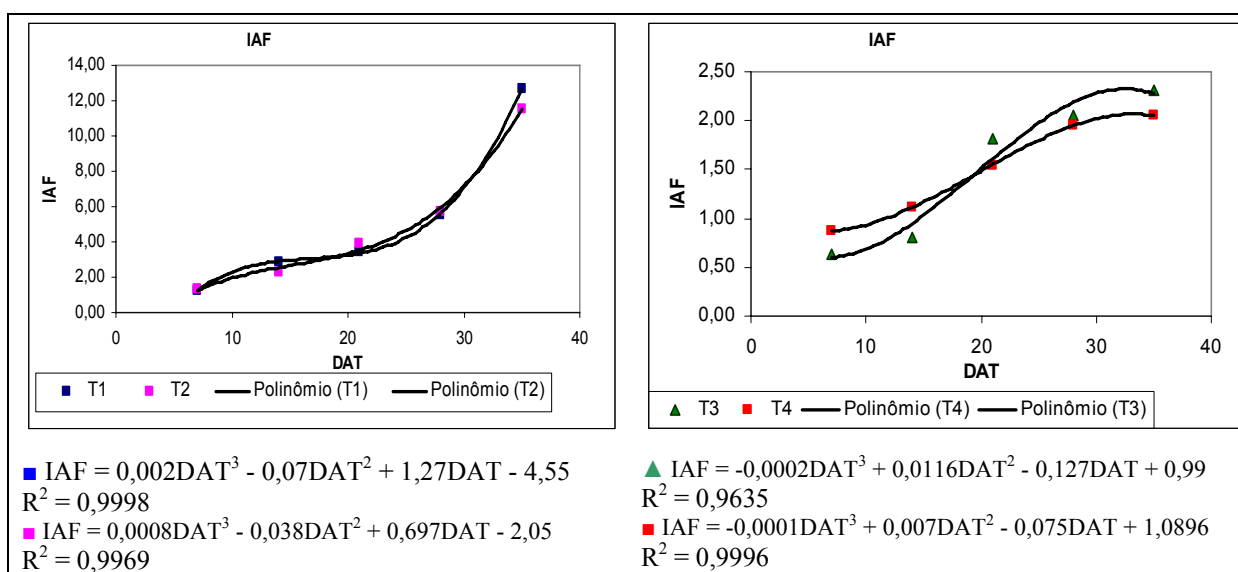 IAF
14,00
12,00
10,00
8,00
6,00
4,00
2,00
0,00
IAF
0 10 20 30 40
DAT
T1 T2 Polinômio (T1) Polinômio (T2)
IAF = 0,002DAT³ - 0,07DAT² + 1,27DAT - 4,55
R² = 0,9998
IAF = 0,0008DAT³ - 0,038DAT² + 0,697DAT - 2,05
R² = 0,9969
IAF
2,50
2,00
1,50
1,00
0,50
0,00
IAF
0 10 20 30 40
DAT
T3 T4 Polinômio (T4) Polinômio (T3)
IAF = -0,0002DAT³ + 0,0116DAT² - 0,127DAT + 0,99
R² = 0,9635
IAF = -0,0001DAT³ + 0,007DAT² - 0,075DAT + 1,0896
R² = 0,9996